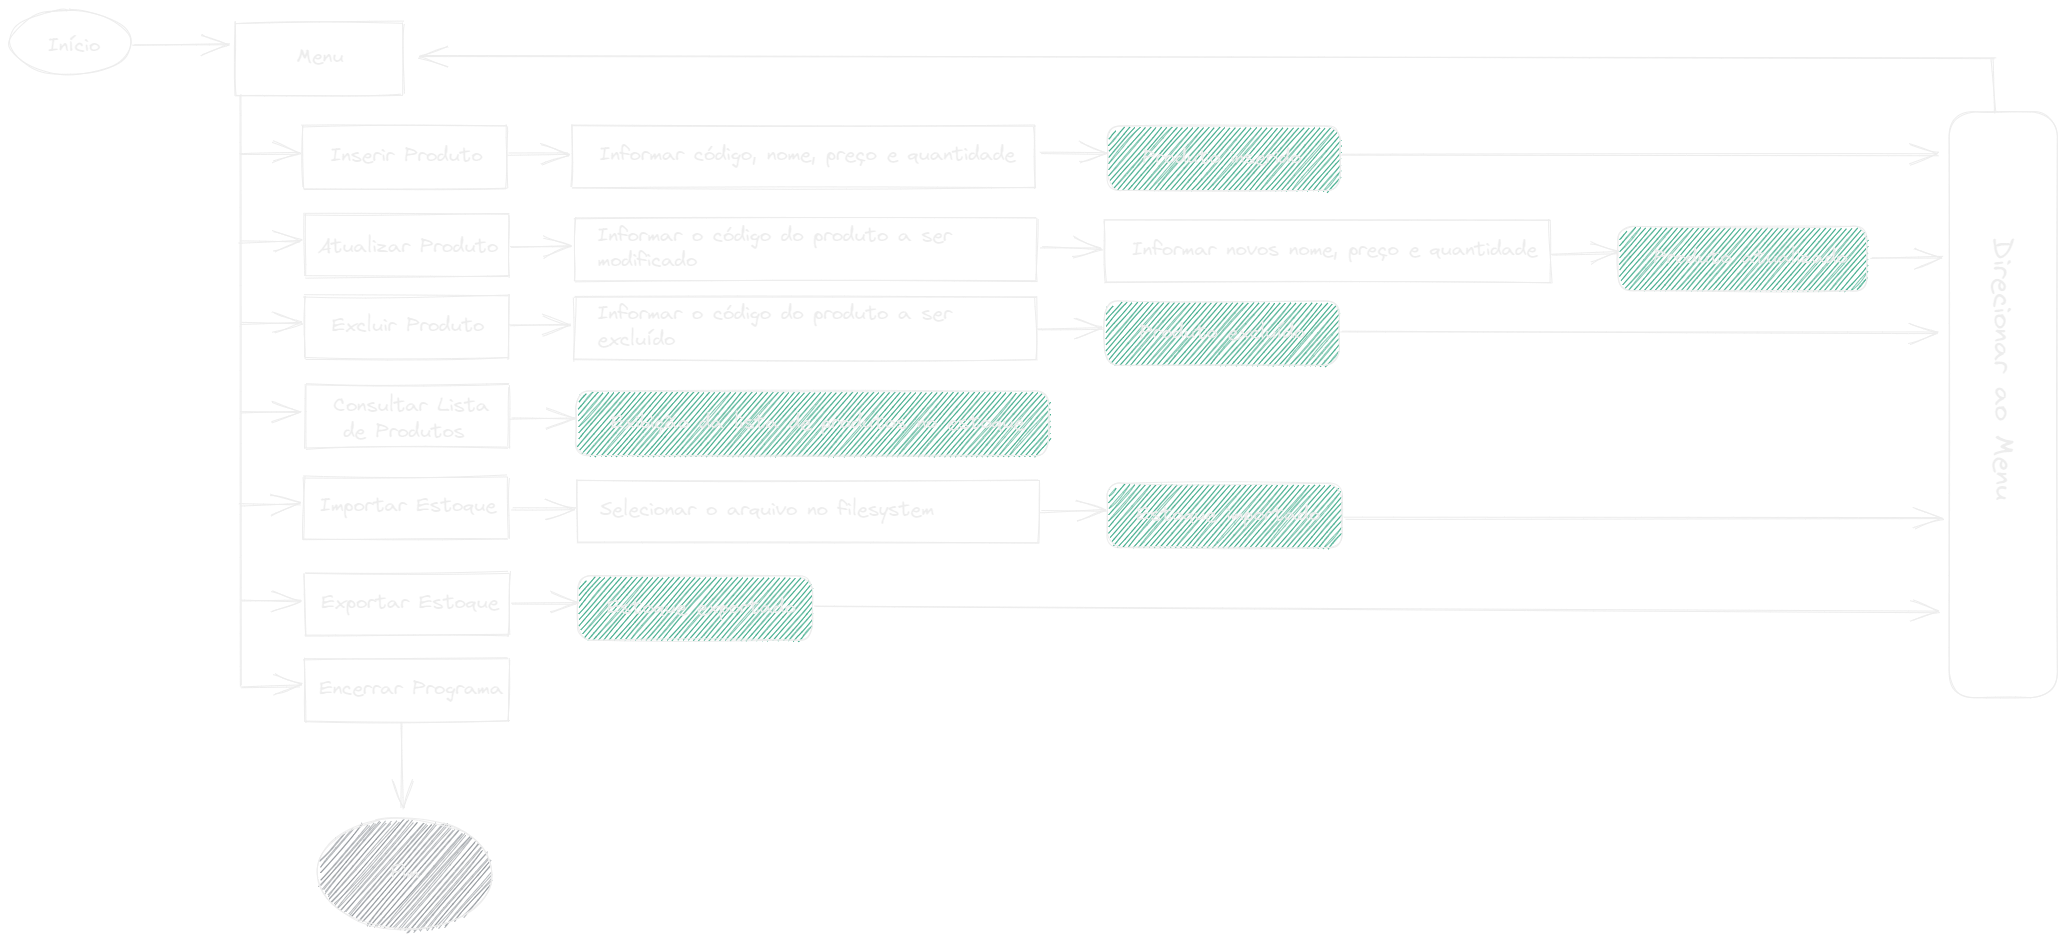 Início
Menu
Inserir Produto
Informar código, nome, preço e quantidade
Atualizar Produto
Informar o código do produto a ser
modificado
Informar novos nome, preço e quantidade
Excluir Produto
Informar o código do produto a ser
excluído
Consultar Lista
de Produtos
Importar Estoque
Selecionar o arquivo no filesystem
Exportar Estoque
Encerrar Programa
Direcionar ao Menu